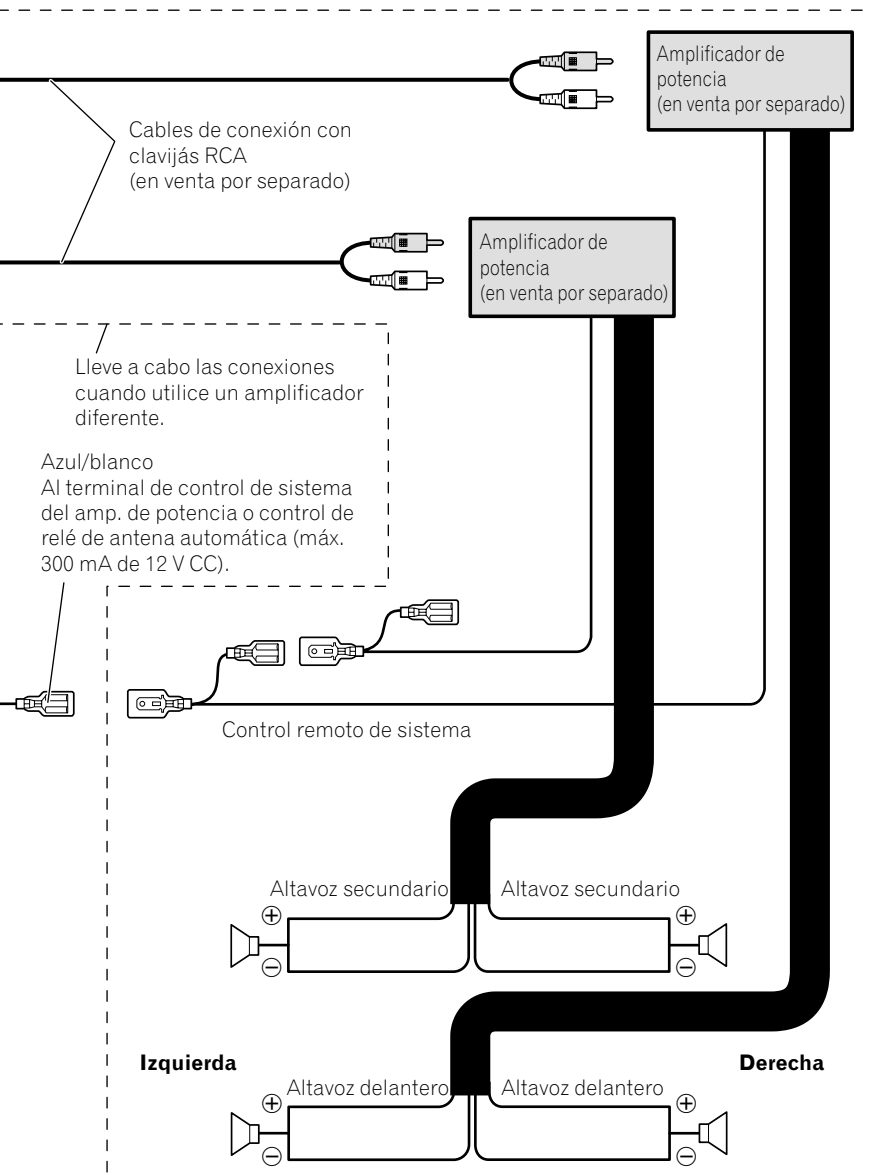 Amplificador de
potencia
(en venta por separado)
Cables de conexión con
clavijás RCA
(en venta por separado)
Amplificador de
potencia
(en venta por separado)
Lleve a cabo las conexiones
cuando utilice un amplificador
diferente.
Azul/blanco
Al terminal de control de sistema
del amp. de potencia o control de
relé de antena automática (máx.
300 mA de 12 V CC).
Control remoto de sistema
Altavoz secundario
Altavoz secundario
+
+
−
−
Izquierda
Derecha
Altavoz delantero
Altavoz delantero
+
+
−
−